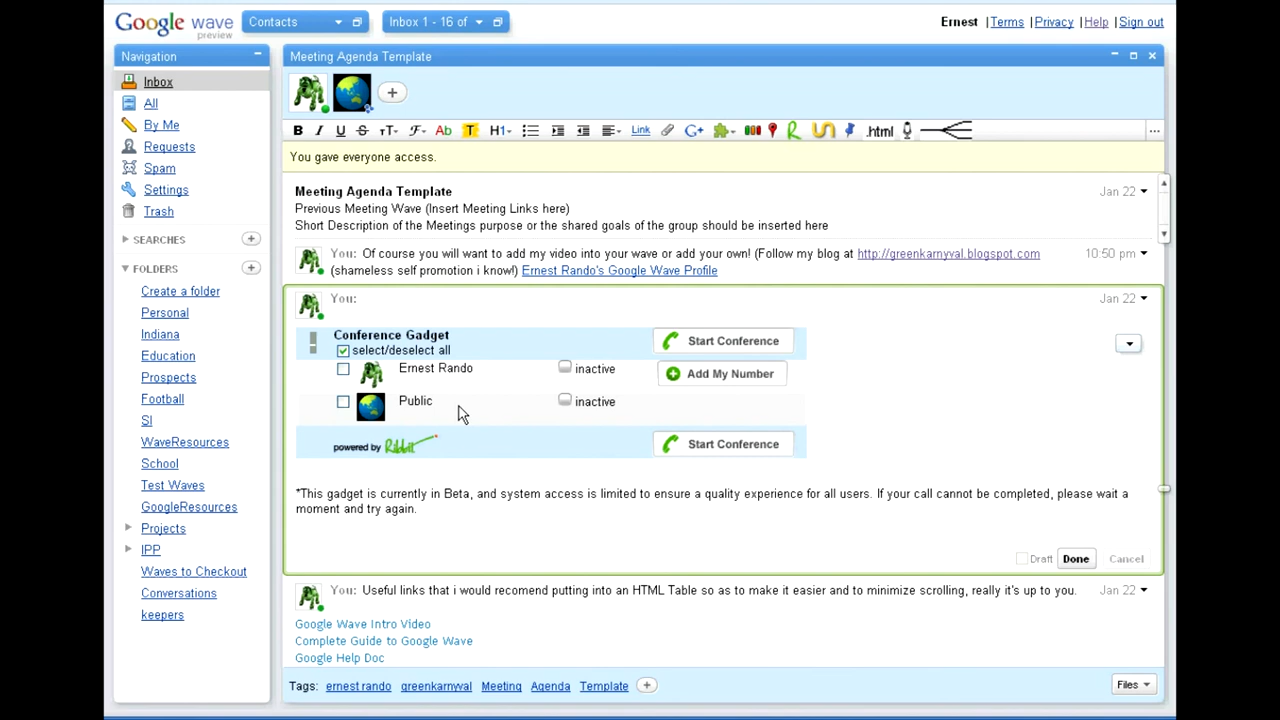 Google wave
preview
Contacts
Inbox 1 - 16 of
Ernest | Terms | Privacy | Help | Sign out
Navigation
Inbox
All
By Me
Requests
Spam
Settings
Trash
SEARCHES
FOLDERS
Create a folder
Personal
Indiana
Education
Prospects
Football
SI
WaveResources
School
Test Waves
GoogleResources
Projects
IPP
Waves to Checkout
Conversations
keepers
Meeting Agenda Template
B I U S tT F Ab T H1 Link G+ R .html
You gave everyone access.
Meeting Agenda Template Jan 22
Previous Meeting Wave (Insert Meeting Links here)
Short Description of the Meetings purpose or the shared goals of the group should be inserted here
You: Of course you will want to add my video into your wave or add your own! (Follow my blog at http://greenkarnyval.blogspot.com 10:50 pm
(shameless self promotion i know!) Ernest Rando's Google Wave Profile
You: Jan 22
Conference Gadget Start Conference
select/deselect all
Ernest Rando inactive Add My Number
Public inactive
powered by Ribbit Start Conference
*This gadget is currently in Beta, and system access is limited to ensure a quality experience for all users. If your call cannot be completed, please wait a
moment and try again.
Draft Done Cancel
You: Useful links that i would recomend putting into an HTML Table so as to make it easier and to minimize scrolling, really it's up to you. Jan 22
Google Wave Intro Video
Complete Guide to Google Wave
Google Help Doc
Tags: ernest rando greenkarnyval Meeting Agenda Template Files